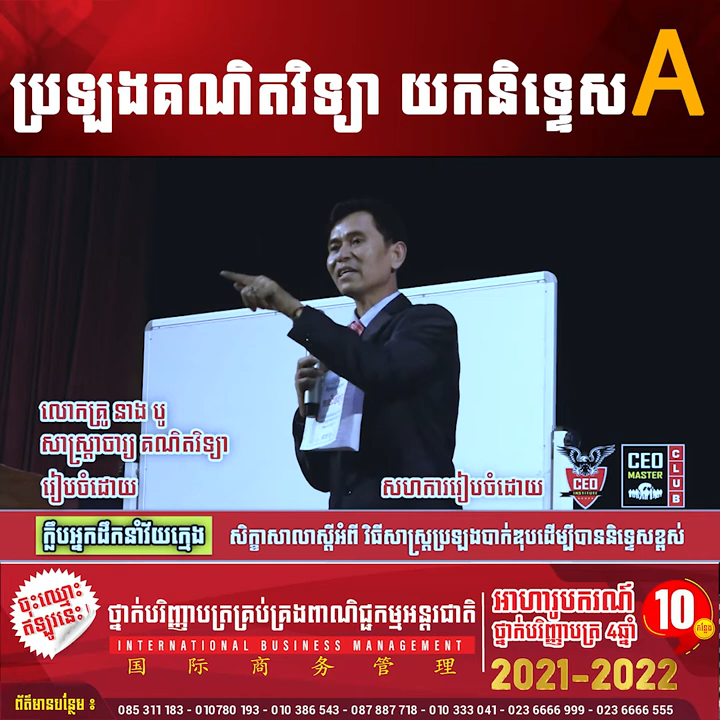 ប្រឡងគណិតវិទ្យា យកនិទ្ទេស A
លោកគ្រូ នាង បូ
សាស្ត្រាចារ្យ គណិតវិទ្យា
រៀបចំដោយ
សហការរៀបចំដោយ
CEO
INSTITUTE
CEO
MASTER
CLUB
ក្លឹបអ្នកដឹកនាំវ័យក្មេង
សិក្ខាសាលាស្តីអំពី វិធីសាស្ត្រប្រឡងបាក់ឌុបដើម្បីបាននិទ្ទេសខ្ពស់
ចុះឈ្មោះ
ឥឡូវនេះ!
ថ្នាក់បរិញ្ញាបត្រគ្រប់គ្រងពាណិជ្ជកម្មអន្តរជាតិ
INTERNATIONAL BUSINESS MANAGEMENT
国际商务管理
អាហារូបករណ៍
ថ្នាក់បរិញ្ញាបត្រ 4ឆ្នាំ
10
កន្លែង
2021-2022
ព័ត៌មានបន្ថែម ៖
085 311 183 - 010780 193 - 010 386 543 - 087 887 718 - 010 333 041 - 023 6666 999 - 023 6666 555